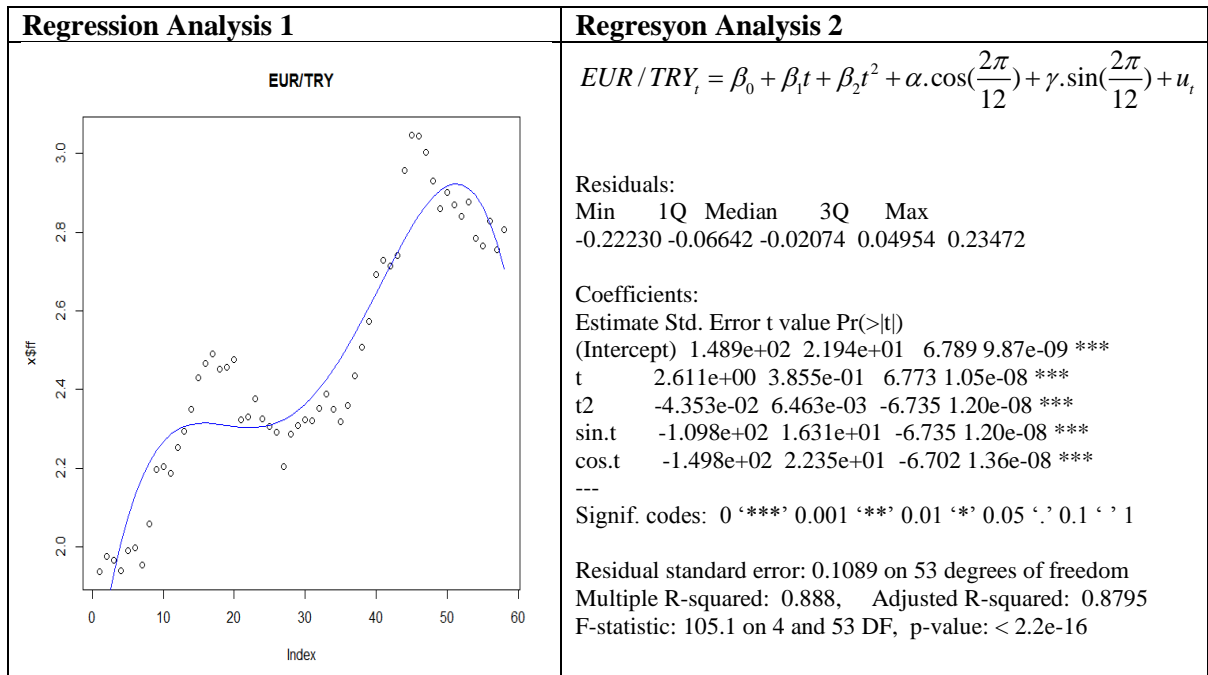 Regression Analysis 1
EUR/TRY
x$ff
3.0
2.8
2.6
2.4
2.2
2.0
0 10 20 30 40 50 60
Index
Regresyon Analysis 2
EUR / TRY_t = β_0 + β_1t + β_2t^2 + α.cos(2π/12) + γ.sin(2π/12) + u_t
Residuals:
Min 1Q Median 3Q Max
-0.22230 -0.06642 -0.02074 0.04954 0.23472
Coefficients:
Estimate Std. Error t value Pr(>|t|)
(Intercept) 1.489e+02 2.194e+01 6.789 9.87e-09 ***
t 2.611e+00 3.855e-01 6.773 1.05e-08 ***
t2 -4.353e-02 6.463e-03 -6.735 1.20e-08 ***
sin.t -1.098e+02 1.631e+01 -6.735 1.20e-08 ***
cos.t -1.498e+02 2.235e+01 -6.702 1.36e-08 ***
---
Signif. codes: 0 ‘***’ 0.001 ‘**’ 0.01 ‘*’ 0.05 ‘.’ 0.1 ‘ ’ 1
Residual standard error: 0.1089 on 53 degrees of freedom
Multiple R-squared: 0.888, Adjusted R-squared: 0.8795
F-statistic: 105.1 on 4 and 53 DF, p-value: < 2.2e-16